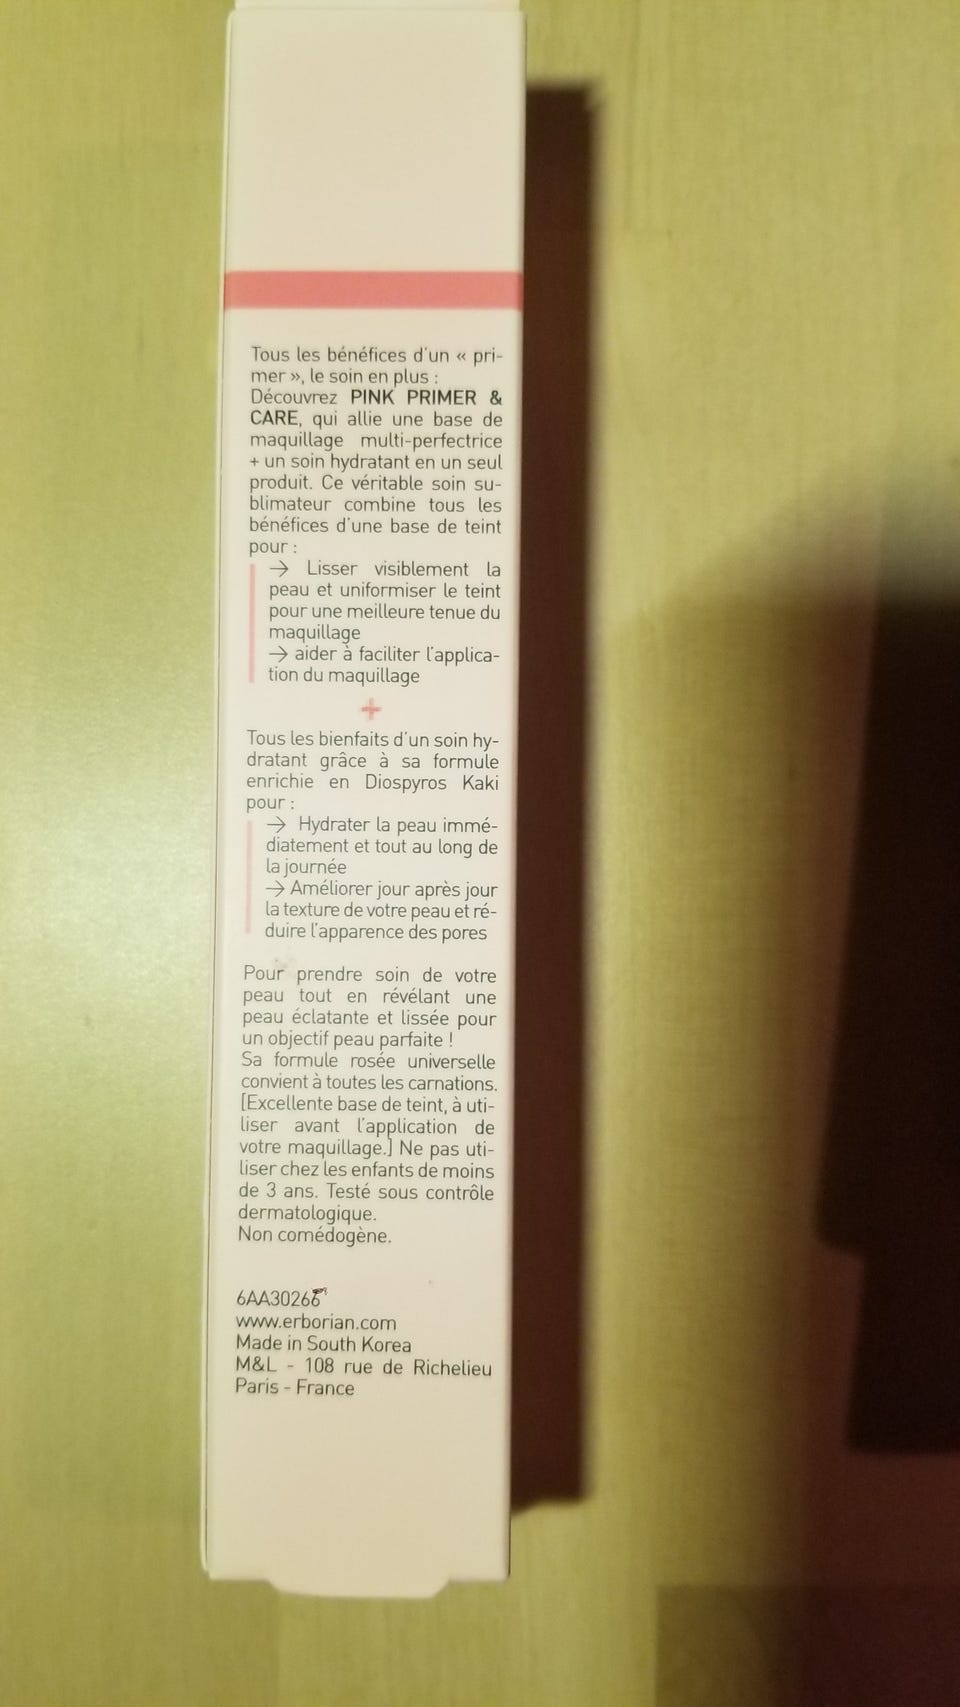 Tous les bénéfices d'un « pri-
mer », le soin en plus :
Découvrez PINK PRIMER &
CARE, qui allie une base de
maquillage multi-perfectrice
+ un soin hydratant en un seul
produit. Ce véritable soin su-
blimateur combine tous les
bénéfices d'une base de teint
pour :
→ Lisser visiblement la
peau et uniformiser le teint
pour une meilleure tenue du
maquillage
→ aider à faciliter l'applica-
tion du maquillage
+
Tous les bienfaits d'un soin hy-
dratant grâce à sa formule
enrichie en Diospyros Kaki
pour :
→ Hydrater la peau immé-
diatement et tout au long de
la journée
→ Améliorer jour après jour
la texture de votre peau et ré-
duire l'apparence des pores
Pour prendre soin de votre
peau tout en révélant une
peau éclatante et lissée pour
un objectif peau parfaite !
Sa formule rosée universelle
convient à toutes les carnations.
[Excellente base de teint, à uti-
liser avant l'application de
votre maquillage.] Ne pas uti-
liser chez les enfants de moins
de 3 ans. Testé sous contrôle
dermatologique.
Non comédogène.
6AA30266
www.erborian.com
Made in South Korea
M&L - 108 rue de Richelieu
Paris - France